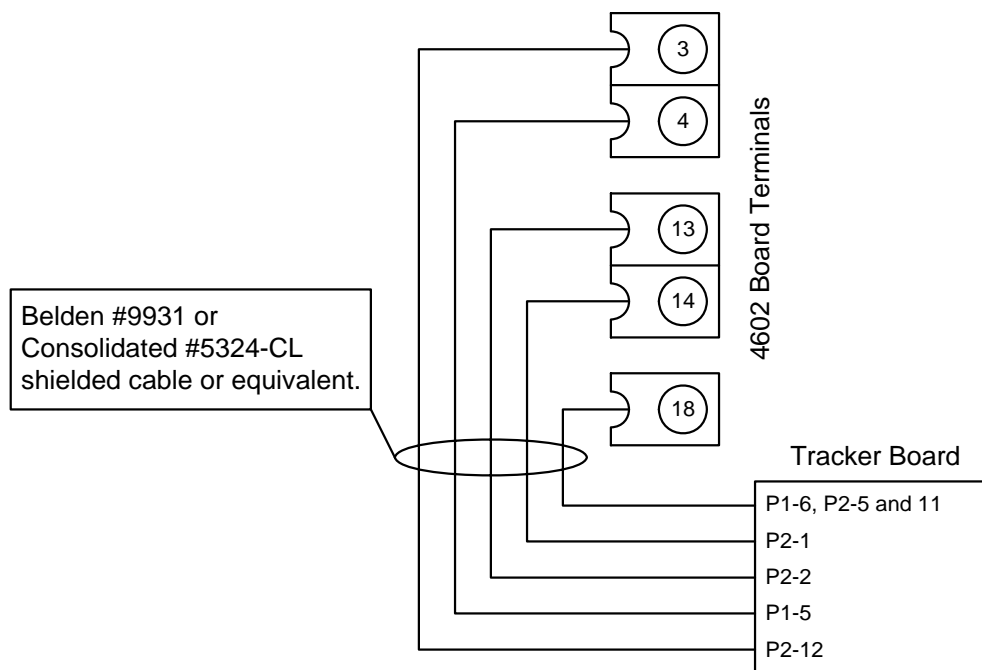 3
4
13
14
18
4602 Board Terminals
Belden #9931 or
Consolidated #5324-CL
shielded cable or equivalent.
Tracker Board
P1-6, P2-5 and 11
P2-1
P2-2
P1-5
P2-12